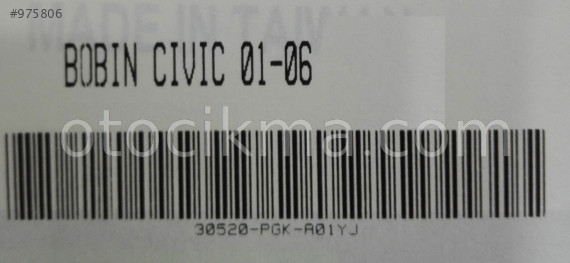 #975806
MADE IN TAIWAN
BOBIN CIVIC 01-06
otocikma.com
30520-PGK-A01YJ